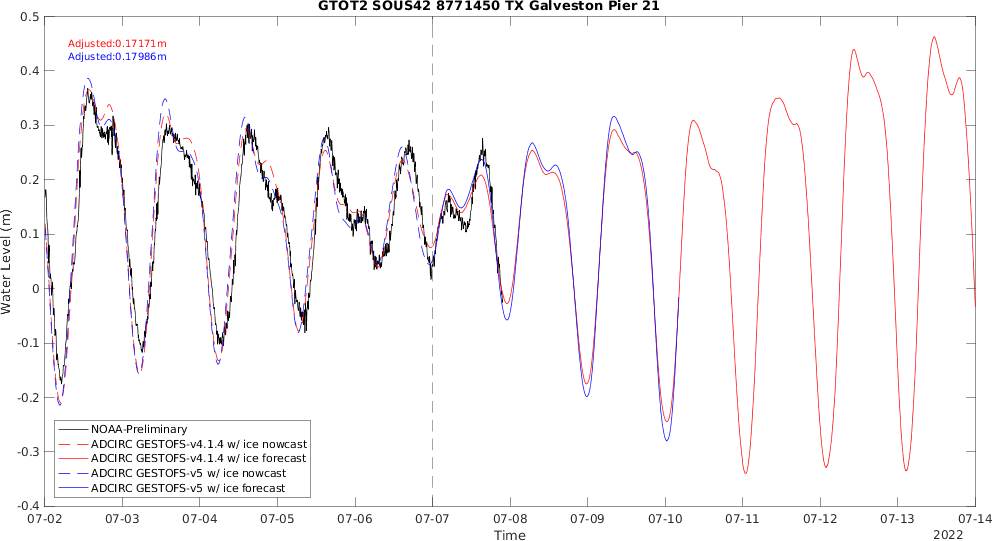 GTOT2 SOUS42 8771450 TX Galveston Pier 21
Adjusted:0.17171m
Adjusted:0.17986m
0.5
0.4
0.3
0.2
0.1
0
-0.1
-0.2
-0.3
-0.4
Water Level (m)
NOAA-Preliminary
ADCIRC GESTOFS-v4.1.4 w/ ice nowcast
ADCIRC GESTOFS-v4.1.4 w/ ice forecast
ADCIRC GESTOFS-v5 w/ ice nowcast
ADCIRC GESTOFS-v5 w/ ice forecast
07-02 07-03 07-04 07-05 07-06 07-07 07-08 07-09 07-10 07-11 07-12 07-13 07-14
Time
2022